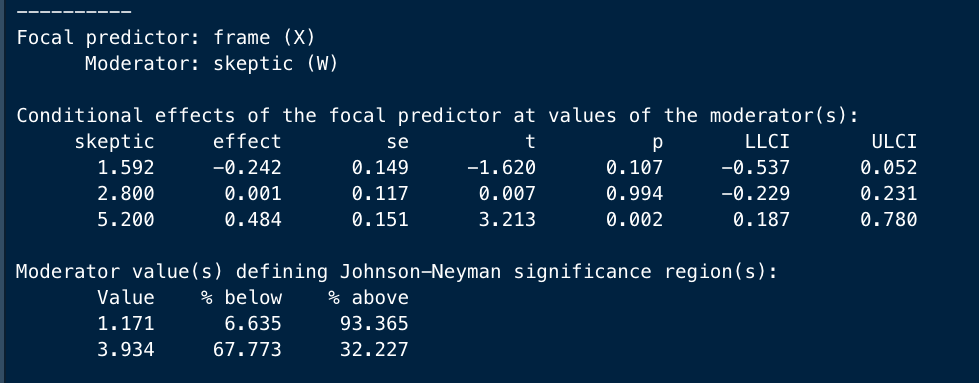 ----------
Focal predictor: frame (X)
Moderator: skeptic (W)
Conditional effects of the focal predictor at values of the moderator(s):
skeptic effect se t p LLCI ULCI
1.592 -0.242 0.149 -1.620 0.107 -0.537 0.052
2.800 0.001 0.117 0.007 0.994 -0.229 0.231
5.200 0.484 0.151 3.213 0.002 0.187 0.780
Moderator value(s) defining Johnson-Neyman significance region(s):
Value % below % above
1.171 6.635 93.365
3.934 67.773 32.227